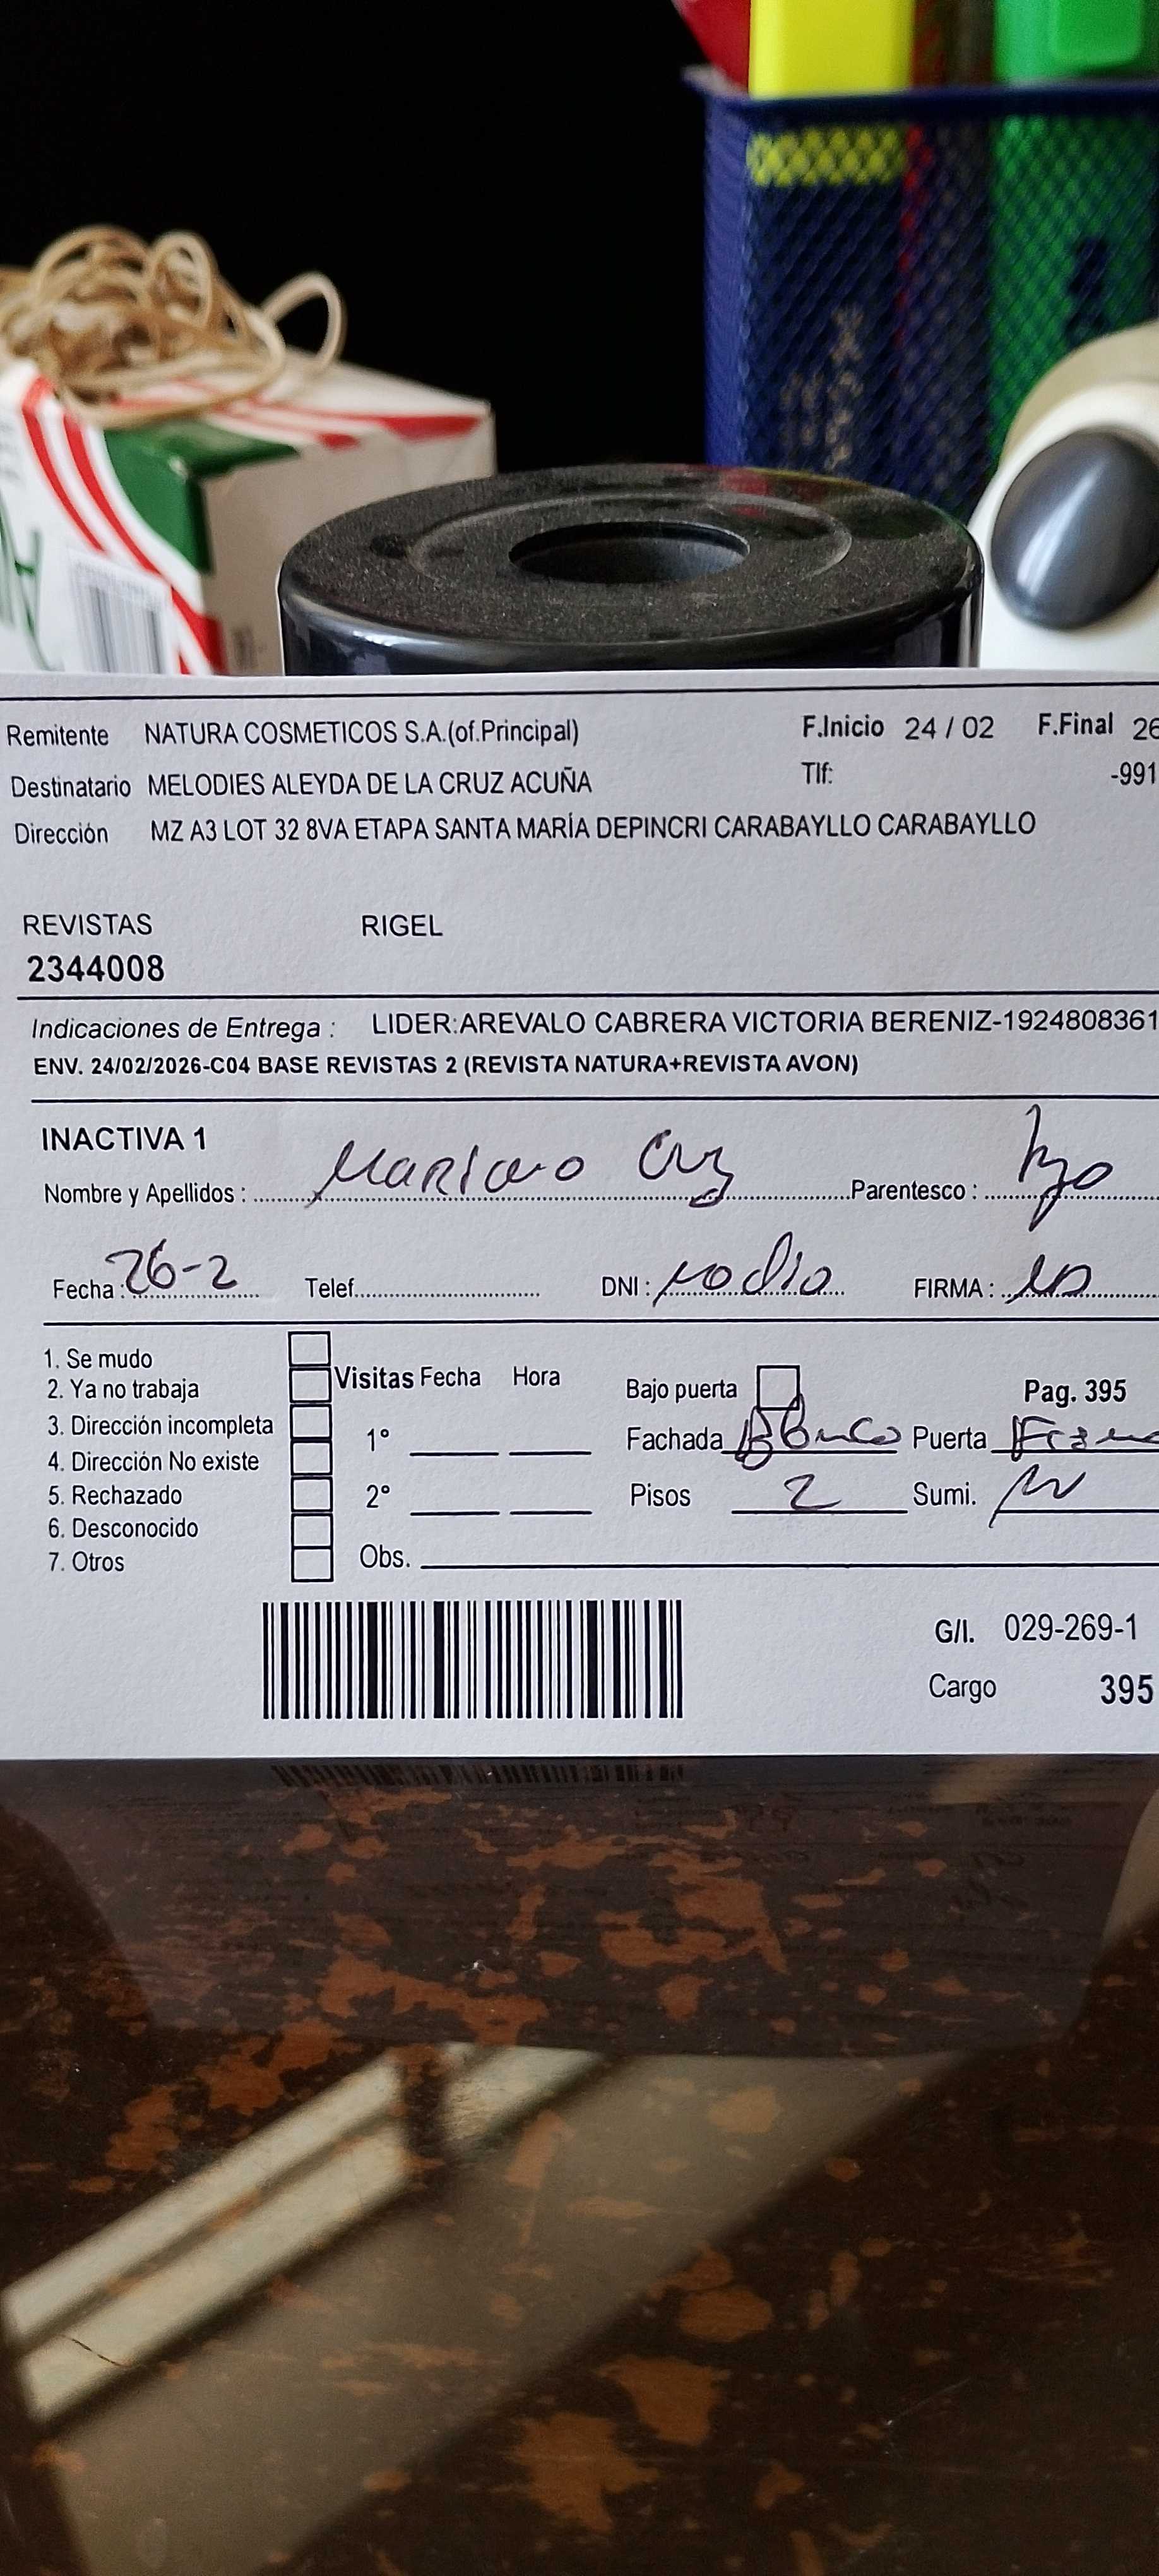 Remitente NATURA COSMETICOS S.A.(of.Principal) F.Inicio 24 / 02 F.Final 26
Destinatario MELODIES ALEYDA DE LA CRUZ ACUÑA Tlf: -991
Dirección MZ A3 LOT 32 8VA ETAPA SANTA MARÍA DEPINCRI CARABAYLLO CARABAYLLO
REVISTAS RIGEL
2344008
Indicaciones de Entrega : LIDER:AREVALO CABRERA VICTORIA BERENIZ-1924808361
ENV. 24/02/2026-C04 BASE REVISTAS 2 (REVISTA NATURA+REVISTA AVON)
INACTIVA 1
Nombre y Apellidos : Mariano Cruz Parentesco : hijo
Fecha : 26-2 Telef. DNI : no dio FIRMA :
1. Se mudo
2. Ya no trabaja Visitas Fecha Hora Bajo puerta Pag. 395
3. Dirección incompleta 1° Fachada Blanco Puerta
4. Dirección No existe
5. Rechazado 2° Pisos 2 Sumi.
6. Desconocido
7. Otros Obs.
G/I. 029-269-1
Cargo 395